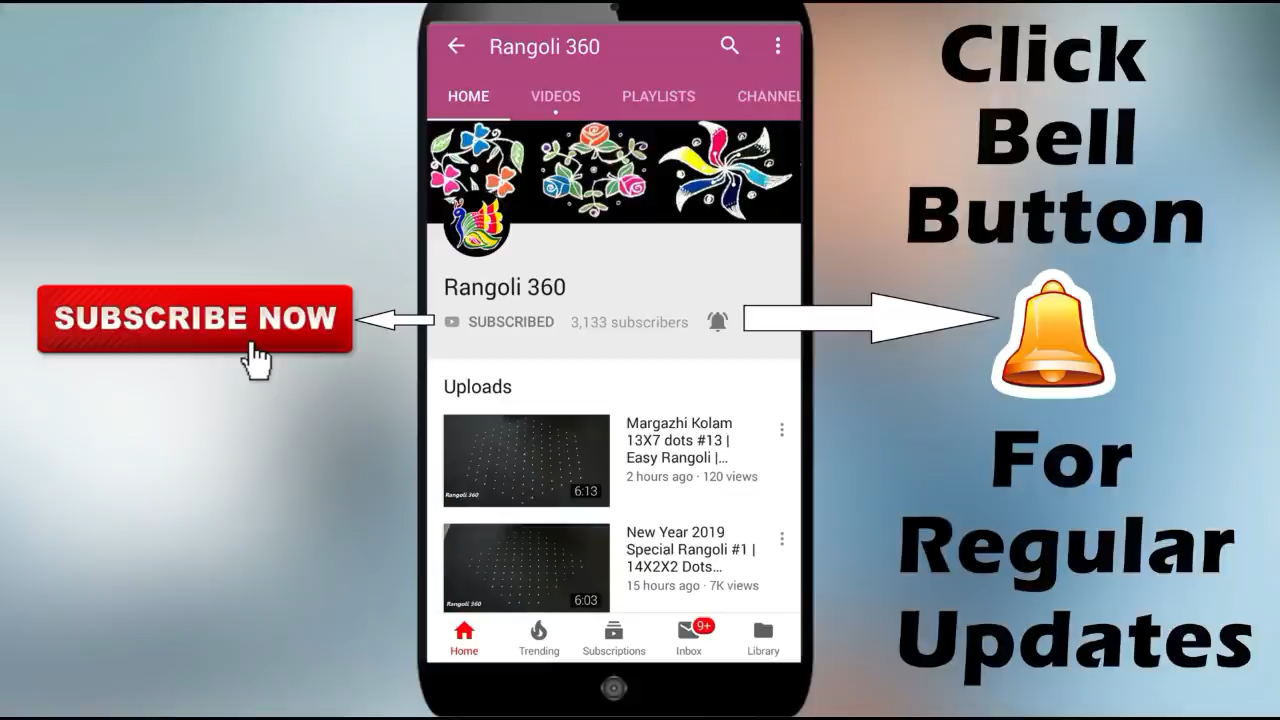 Rangoli 360
HOME VIDEOS PLAYLISTS CHANNEL
Rangoli 360
SUBSCRIBED 3,133 subscribers
Uploads
Margazhi Kolam
13X7 dots #13 |
Easy Rangoli |...
2 hours ago · 120 views
6:13
Rangoli 360
New Year 2019
Special Rangoli #1 |
14X2X2 Dots...
15 hours ago · 7K views
6:03
Rangoli 360
Home Trending Subscriptions Inbox Library
9+
SUBSCRIBE NOW
Click
Bell
Button
For
Regular
Updates